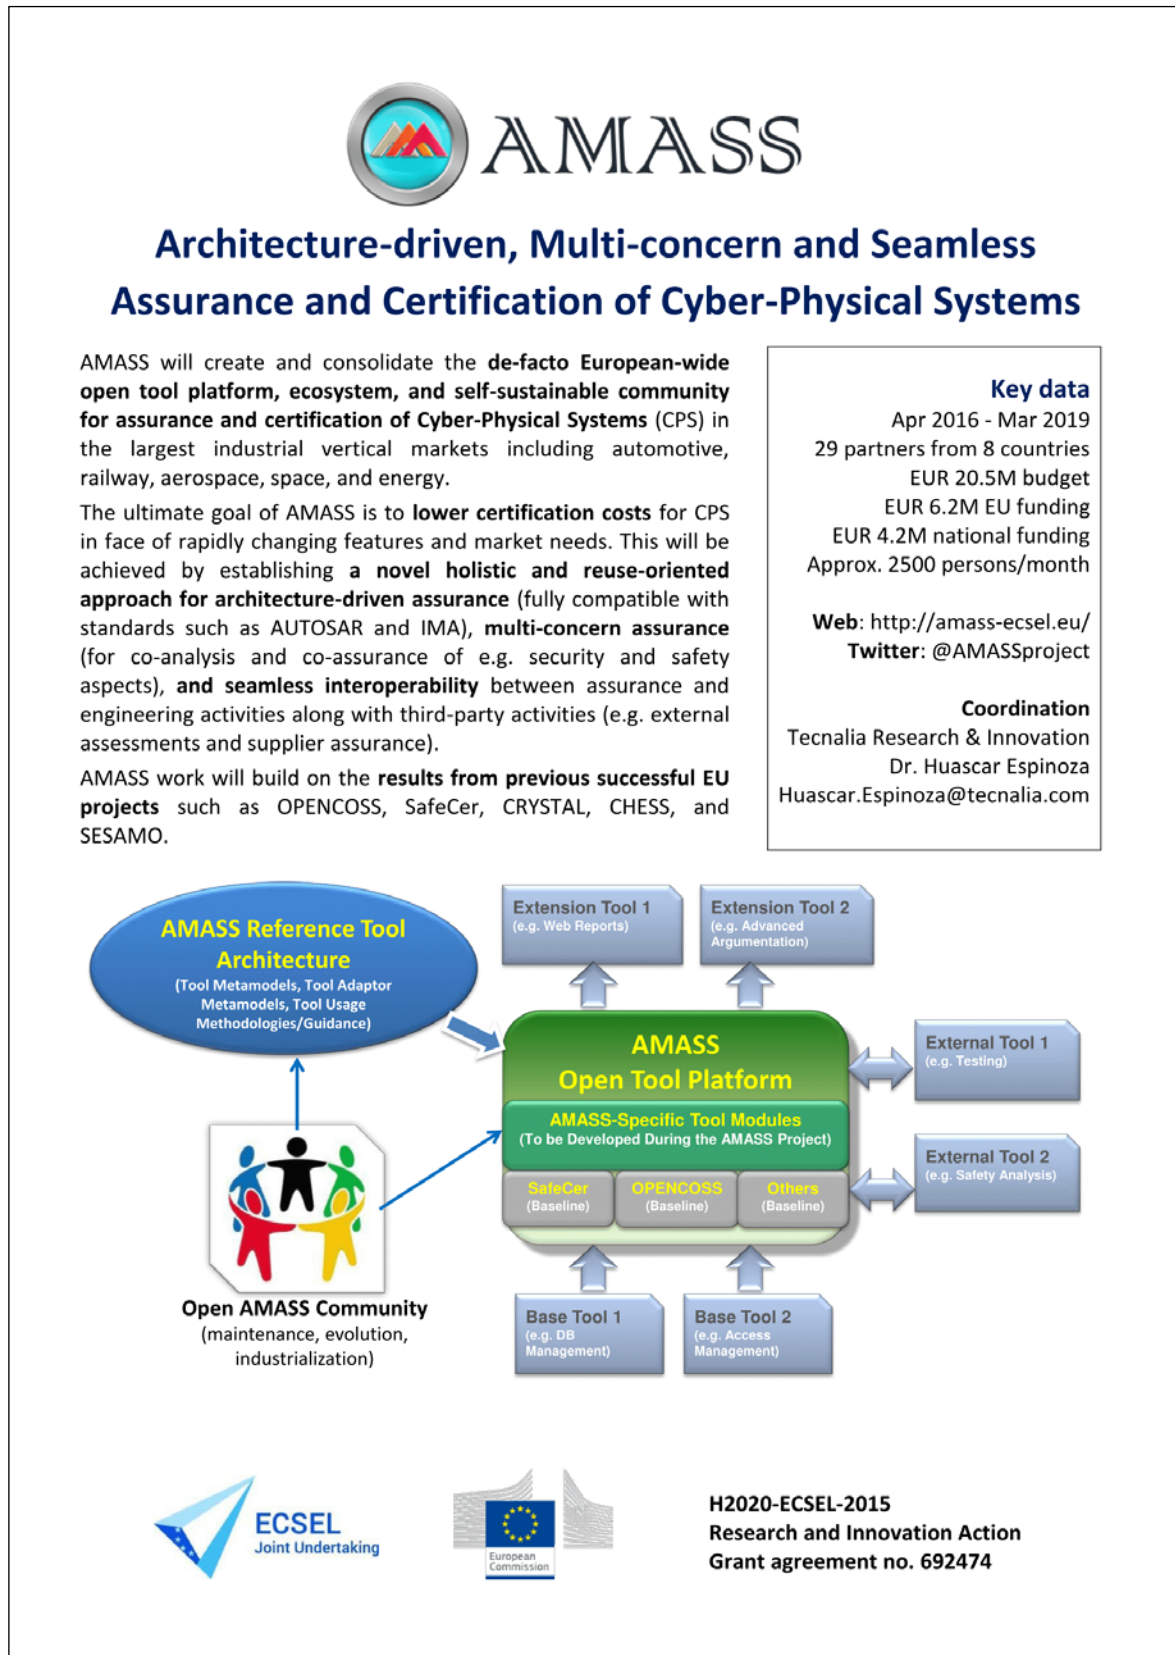 AMASS
Architecture-driven, Multi-concern and Seamless
Assurance and Certification of Cyber-Physical Systems
AMASS will create and consolidate the de-facto European-wide
open tool platform, ecosystem, and self-sustainable community
for assurance and certification of Cyber-Physical Systems (CPS) in
the largest industrial vertical markets including automotive,
railway, aerospace, space, and energy.
The ultimate goal of AMASS is to lower certification costs for CPS
in face of rapidly changing features and market needs. This will be
achieved by establishing a novel holistic and reuse-oriented
approach for architecture-driven assurance (fully compatible with
standards such as AUTOSAR and IMA), multi-concern assurance
(for co-analysis and co-assurance of e.g. security and safety
aspects), and seamless interoperability between assurance and
engineering activities along with third-party activities (e.g. external
assessments and supplier assurance).
AMASS work will build on the results from previous successful EU
projects such as OPENCOSS, SafeCer, CRYSTAL, CHESS, and
SESAMO.
Key data
Apr 2016 - Mar 2019
29 partners from 8 countries
EUR 20.5M budget
EUR 6.2M EU funding
EUR 4.2M national funding
Approx. 2500 persons/month
Web: http://amass-ecsel.eu/
Twitter: @AMASSproject
Coordination
Tecnalia Research & Innovation
Dr. Huascar Espinoza
Huascar.Espinoza@tecnalia.com
AMASS Reference Tool
Architecture
(Tool Metamodels, Tool Adaptor
Metamodels, Tool Usage
Methodologies/Guidance)
Extension Tool 1
(e.g. Web Reports)
Extension Tool 2
(e.g. Advanced
Argumentation)
AMASS
Open Tool Platform
AMASS-Specific Tool Modules
(To be Developed During the AMASS Project)
SafeCer
(Baseline)
OPENCOSS
(Baseline)
Others
(Baseline)
External Tool 1
(e.g. Testing)
External Tool 2
(e.g. Safety Analysis)
Base Tool 1
(e.g. DB
Management)
Base Tool 2
(e.g. Access
Management)
Open AMASS Community
(maintenance, evolution,
industrialization)
ECSEL
Joint Undertaking
European
Commission
H2020-ECSEL-2015
Research and Innovation Action
Grant agreement no. 692474